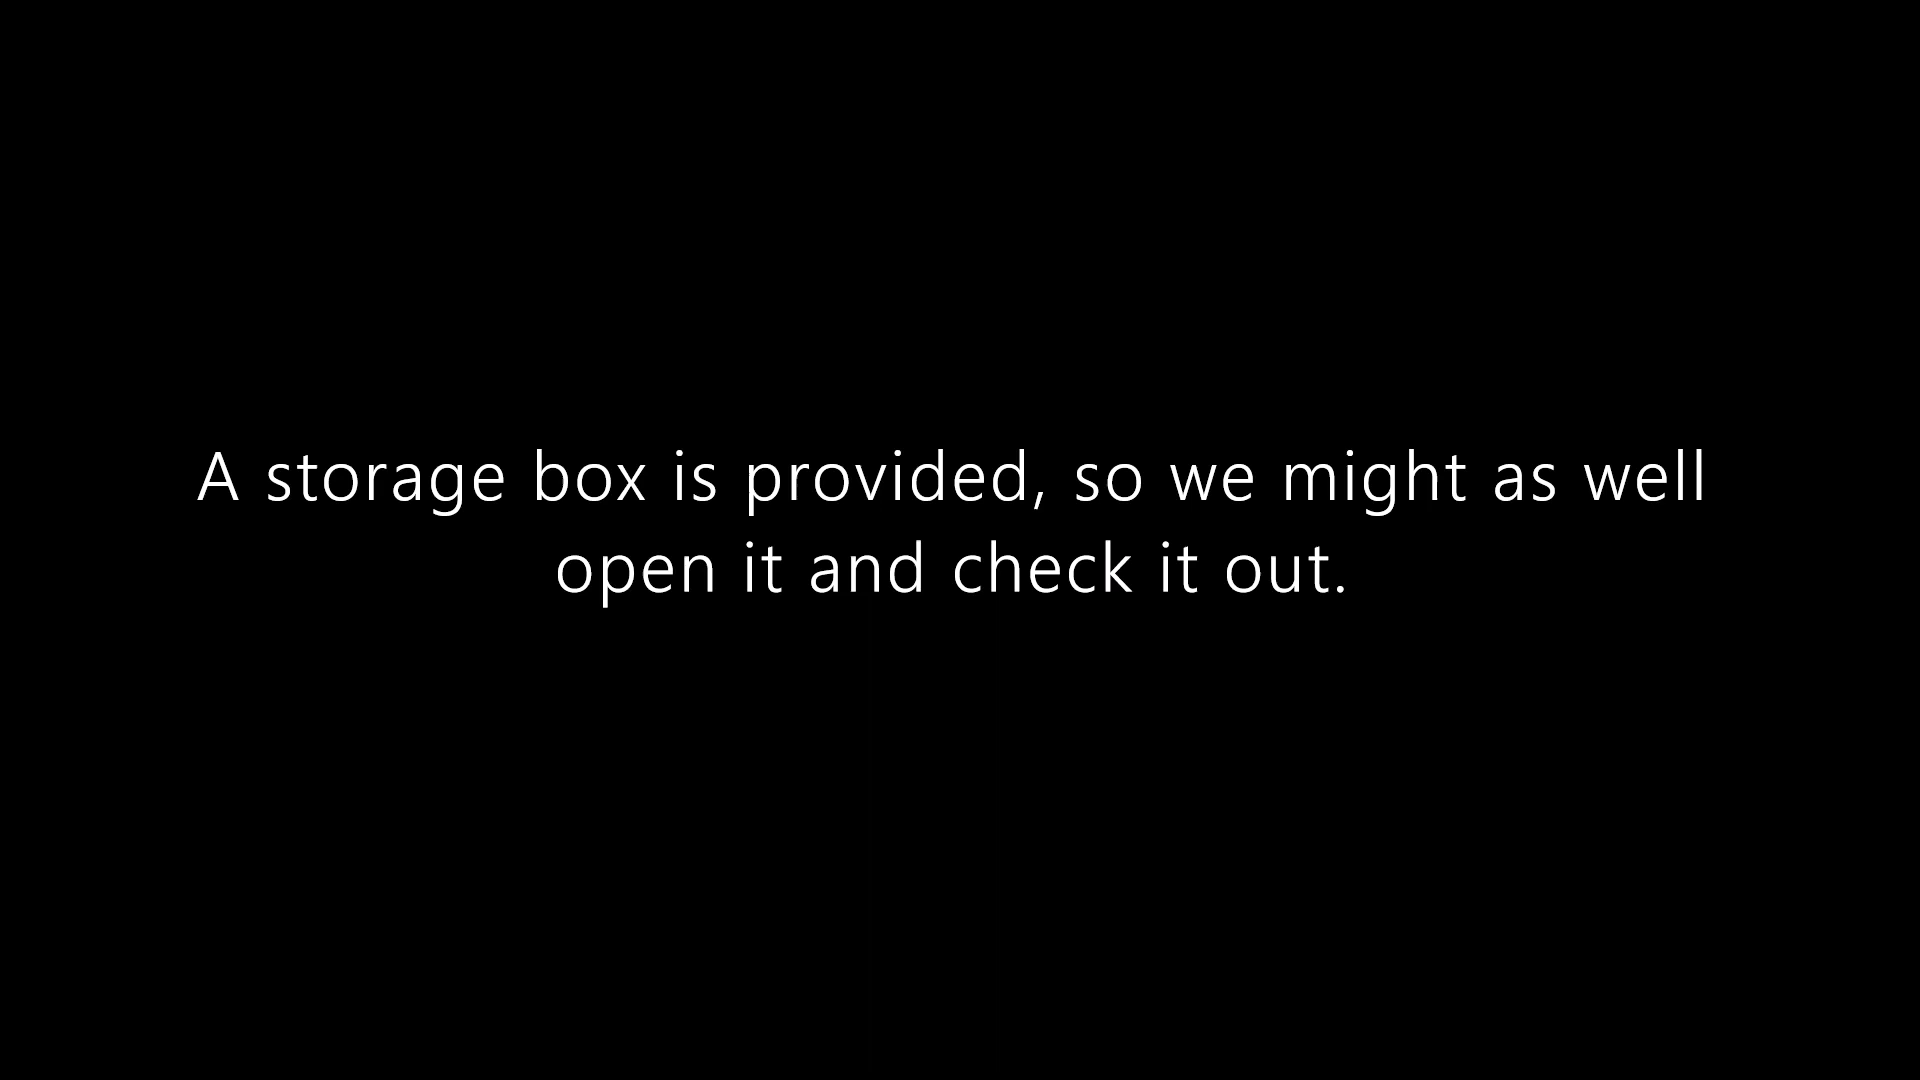 A storage box is provided, so we might as well
open it and check it out.